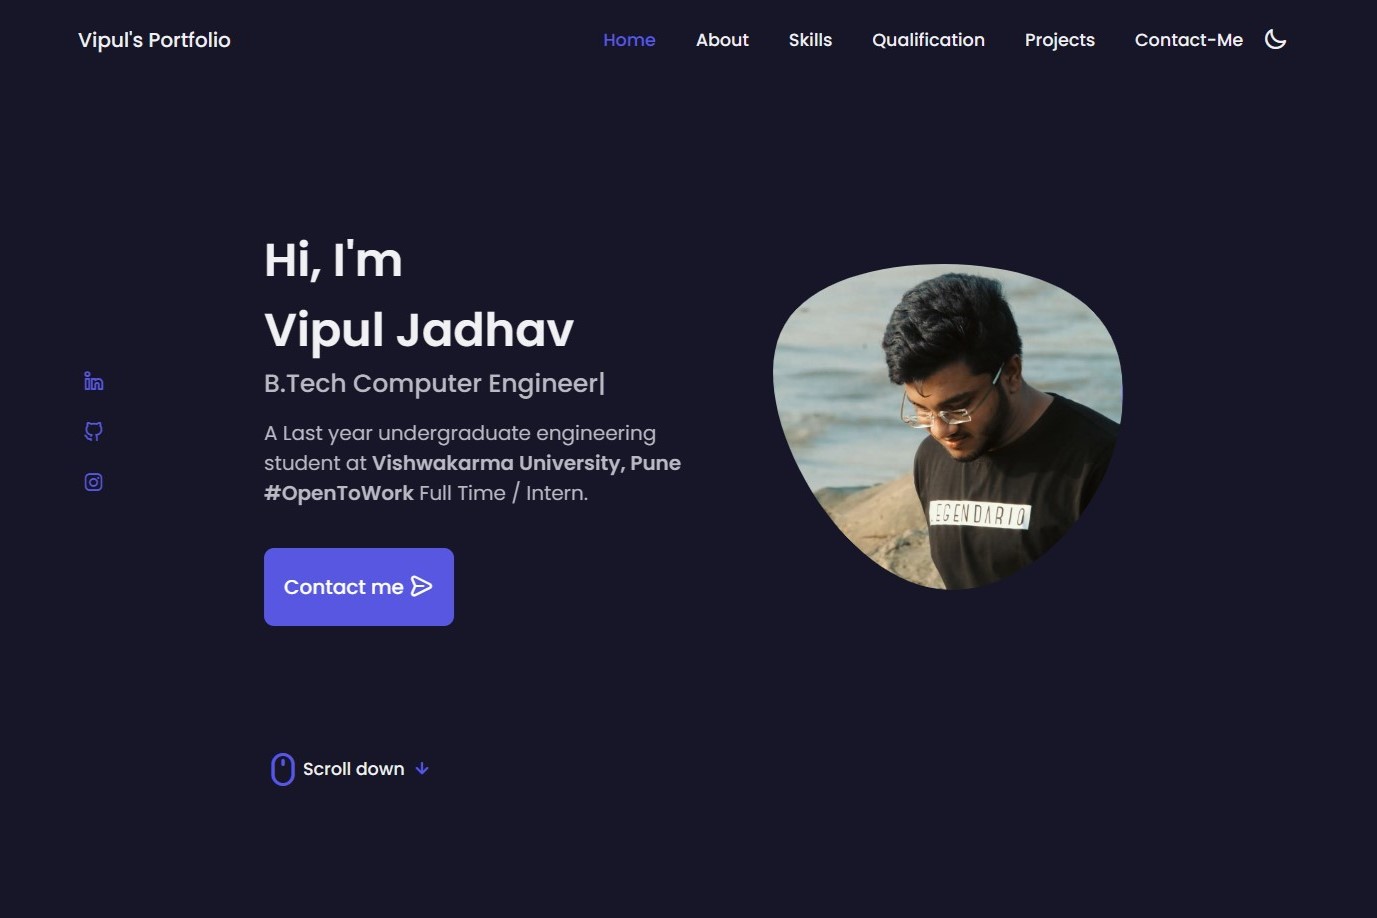 Vipul's Portfolio
Home About Skills Qualification Projects Contact-Me
Hi, I'm
Vipul Jadhav
B.Tech Computer Engineer|
A Last year undergraduate engineering
student at Vishwakarma University, Pune
#OpenToWork Full Time / Intern.
Contact me
EGENDARIO
in
Scroll down